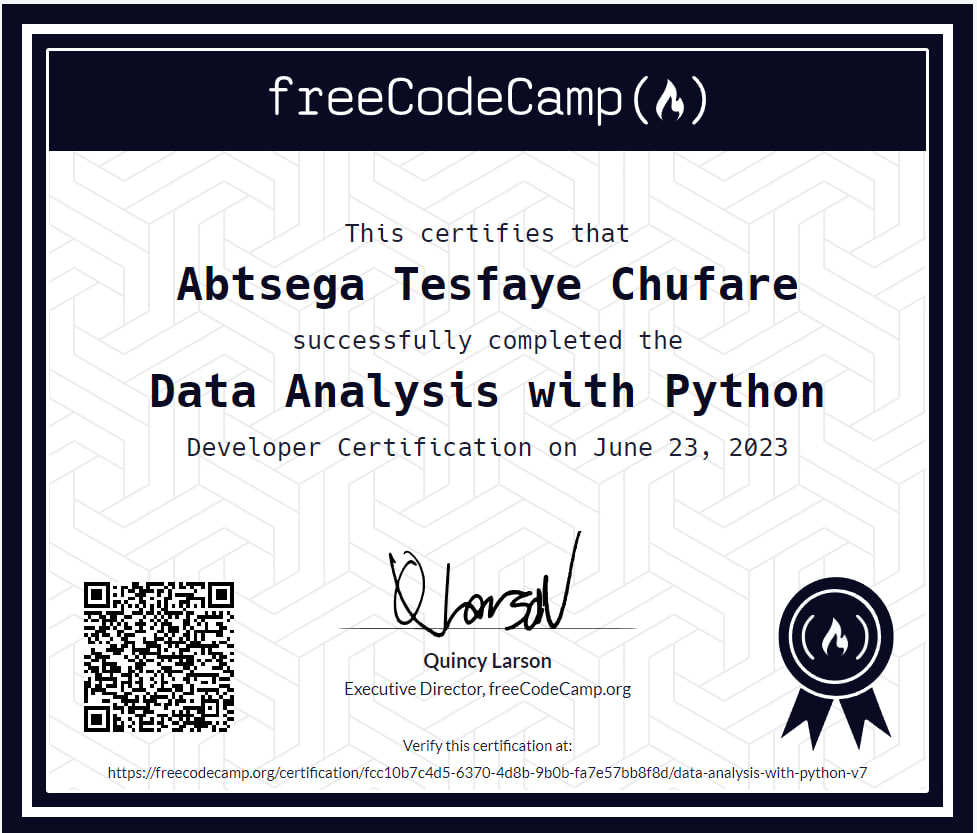 freeCodeCamp
This certifies that
Abtsega Tesfaye Chufare
successfully completed the
Data Analysis with Python
Developer Certification on June 23, 2023
Q Larson
Quincy Larson
Executive Director, freeCodeCamp.org
Verify this certification at:
https://freecodecamp.org/certification/fcc10b7c4d5-6370-4d8b-9b0b-fa7e57bb8f8d/data-analysis-with-python-v7